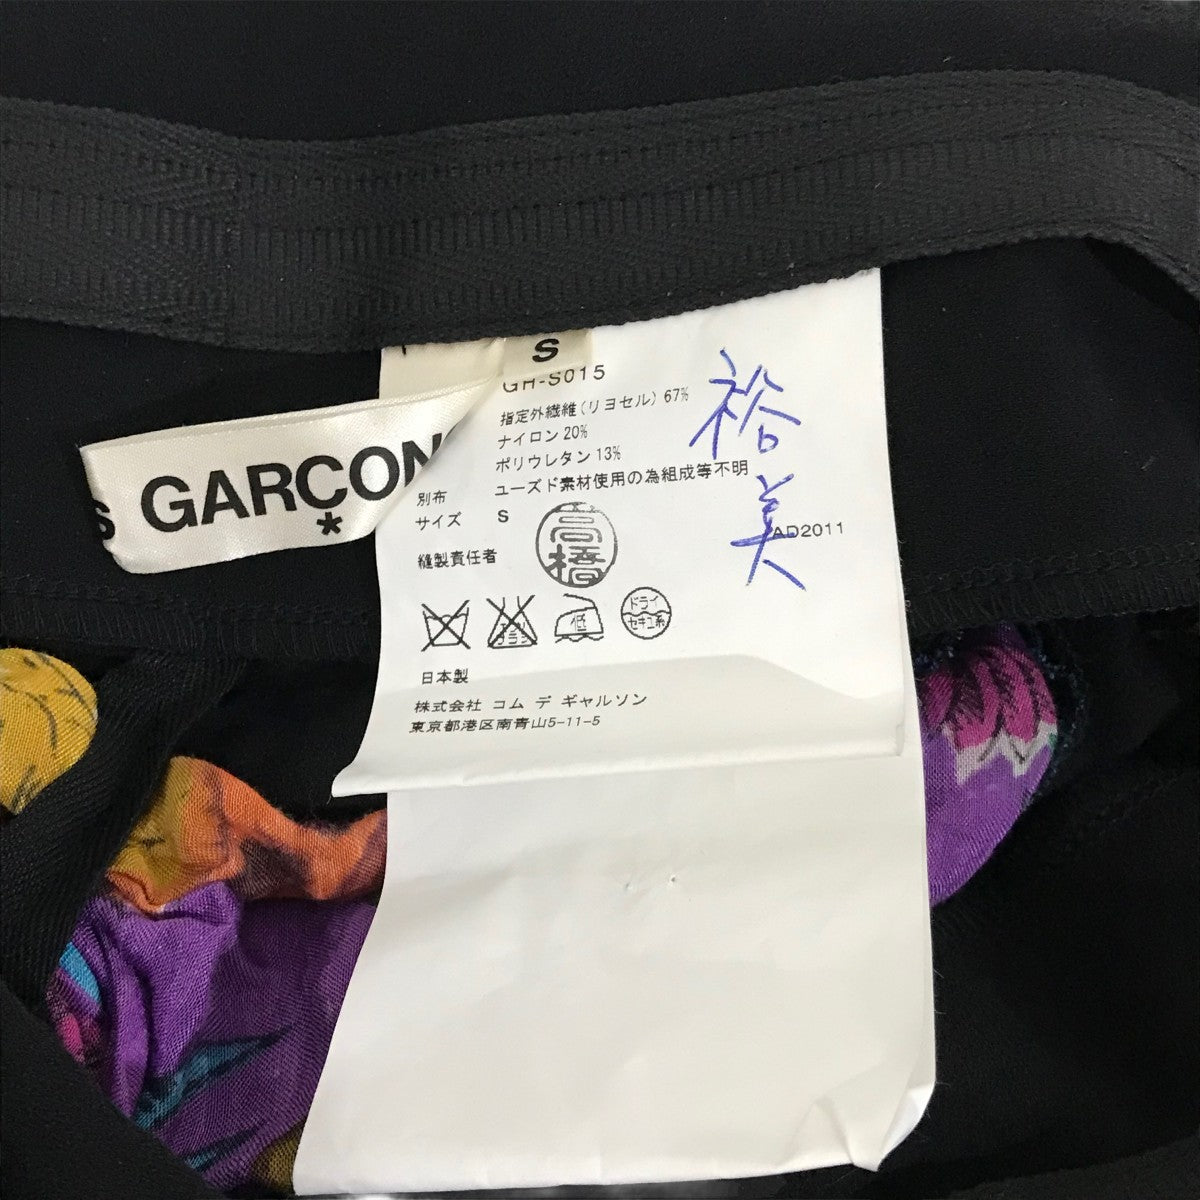 S
S GARÇON
*
GH-S015
指定外繊維(リヨセル) 67%
ナイロン 20%
ポリウレタン 13%
別布 ユーズド素材使用の為組成等不明
サイズ S
縫製責任者 高橋
裕美
AD2011
低
ドライ
セキユ系
日本製
株式会社 コム デ ギャルソン
東京都港区南青山5-11-5